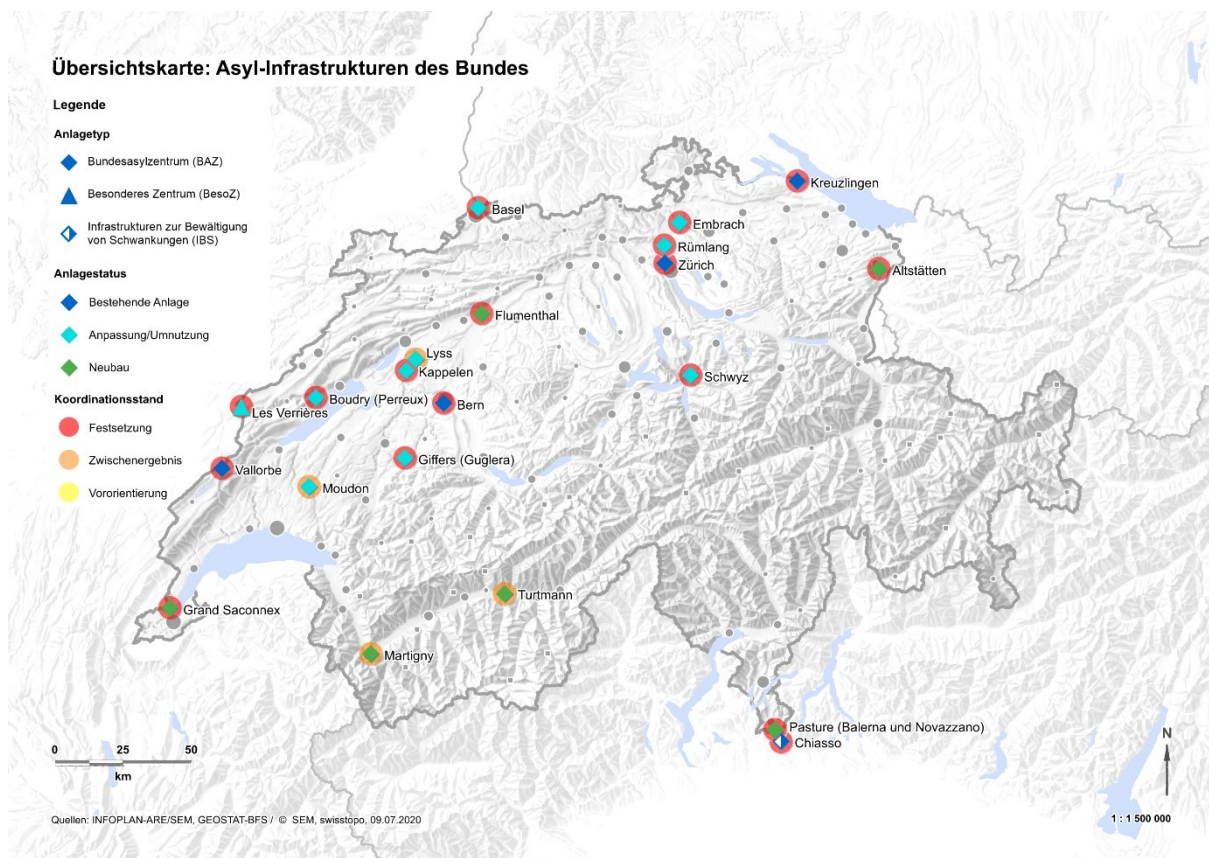 Übersichtskarte: Asyl-Infrastrukturen des Bundes
Legende
Anlagetyp
Bundesasylzentrum (BAZ)
Besonderes Zentrum (BesoZ)
Infrastrukturen zur Bewältigung
von Schwankungen (IBS)
Anlagestatus
Bestehende Anlage
Anpassung/Umnutzung
Neubau
Koordinationsstand
Festsetzung
Zwischenergebnis
Vororientierung
Kreuzlingen
Basel
Embrach
Rümlang
Zürich
Altstätten
Flumenthal
Lyss
Kappelen
Schwyz
Boudry (Perreux)
Bern
Les Verrières
Giffers (Guglera)
Vallorbe
Moudon
Turtmann
Grand Saconnex
Martigny
Pasture (Balerna und Novazzano)
Chiasso
0 25 50
km
N
Quellen: INFOPLAN-ARE/SEM, GEOSTAT-BFS / © SEM, swisstopo, 09.07.2020
1 : 1 500 000